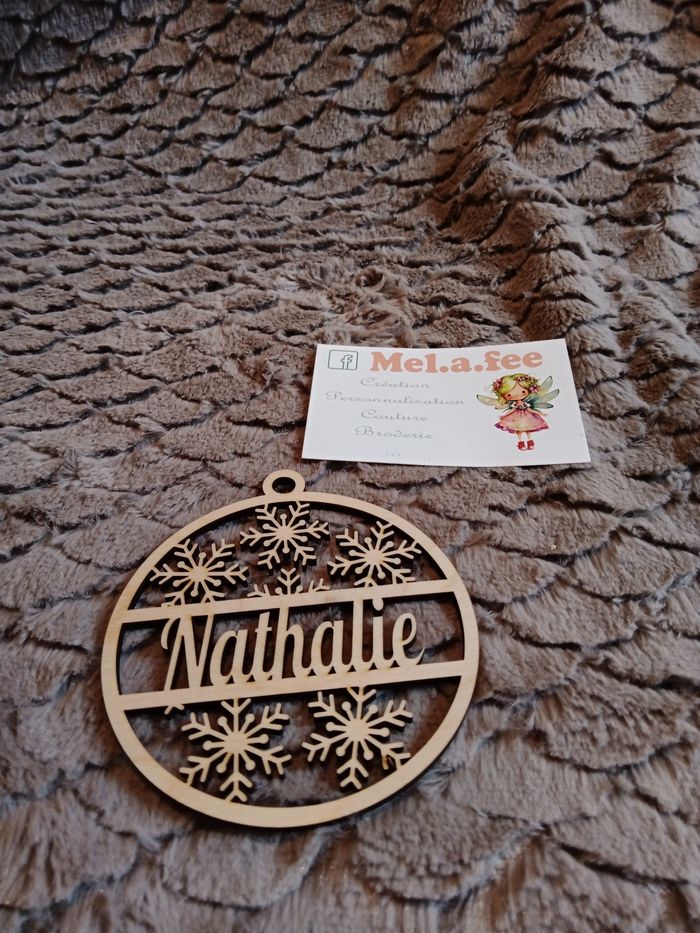 f Mel.a.fee
Création
Personnalisation
Couture
Broderie
...
Nathalie